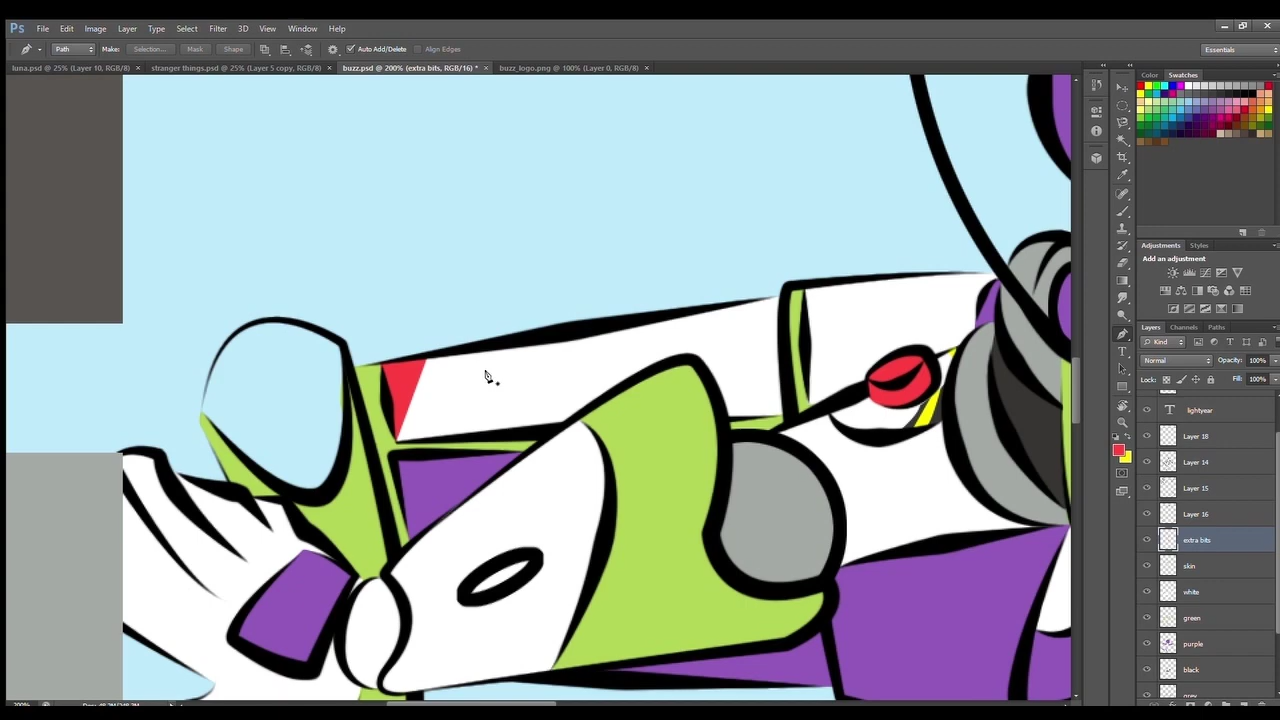 Ps File Edit Image Layer Type Select Filter 3D View Window Help
Path Make: Selection... Mask Shape Auto Add/Delete Align Edges Essentials
luna.psd @ 25% (Layer 10, RGB/8) × stranger things.psd @ 25% (Layer 5 copy, RGB/8) × buzz.psd @ 200% (extra bits, RGB/16) * × buzz_logo.png @ 100% (Layer 0, RGB/8) ×
Color Swatches
Adjustments Styles
Add an adjustment
Layers Channels Paths
Kind
Normal Opacity: 100%
Lock: Fill: 100%
T lightyear
Layer 18
Layer 14
Layer 15
Layer 16
extra bits
skin
white
green
purple
black
grey
200%